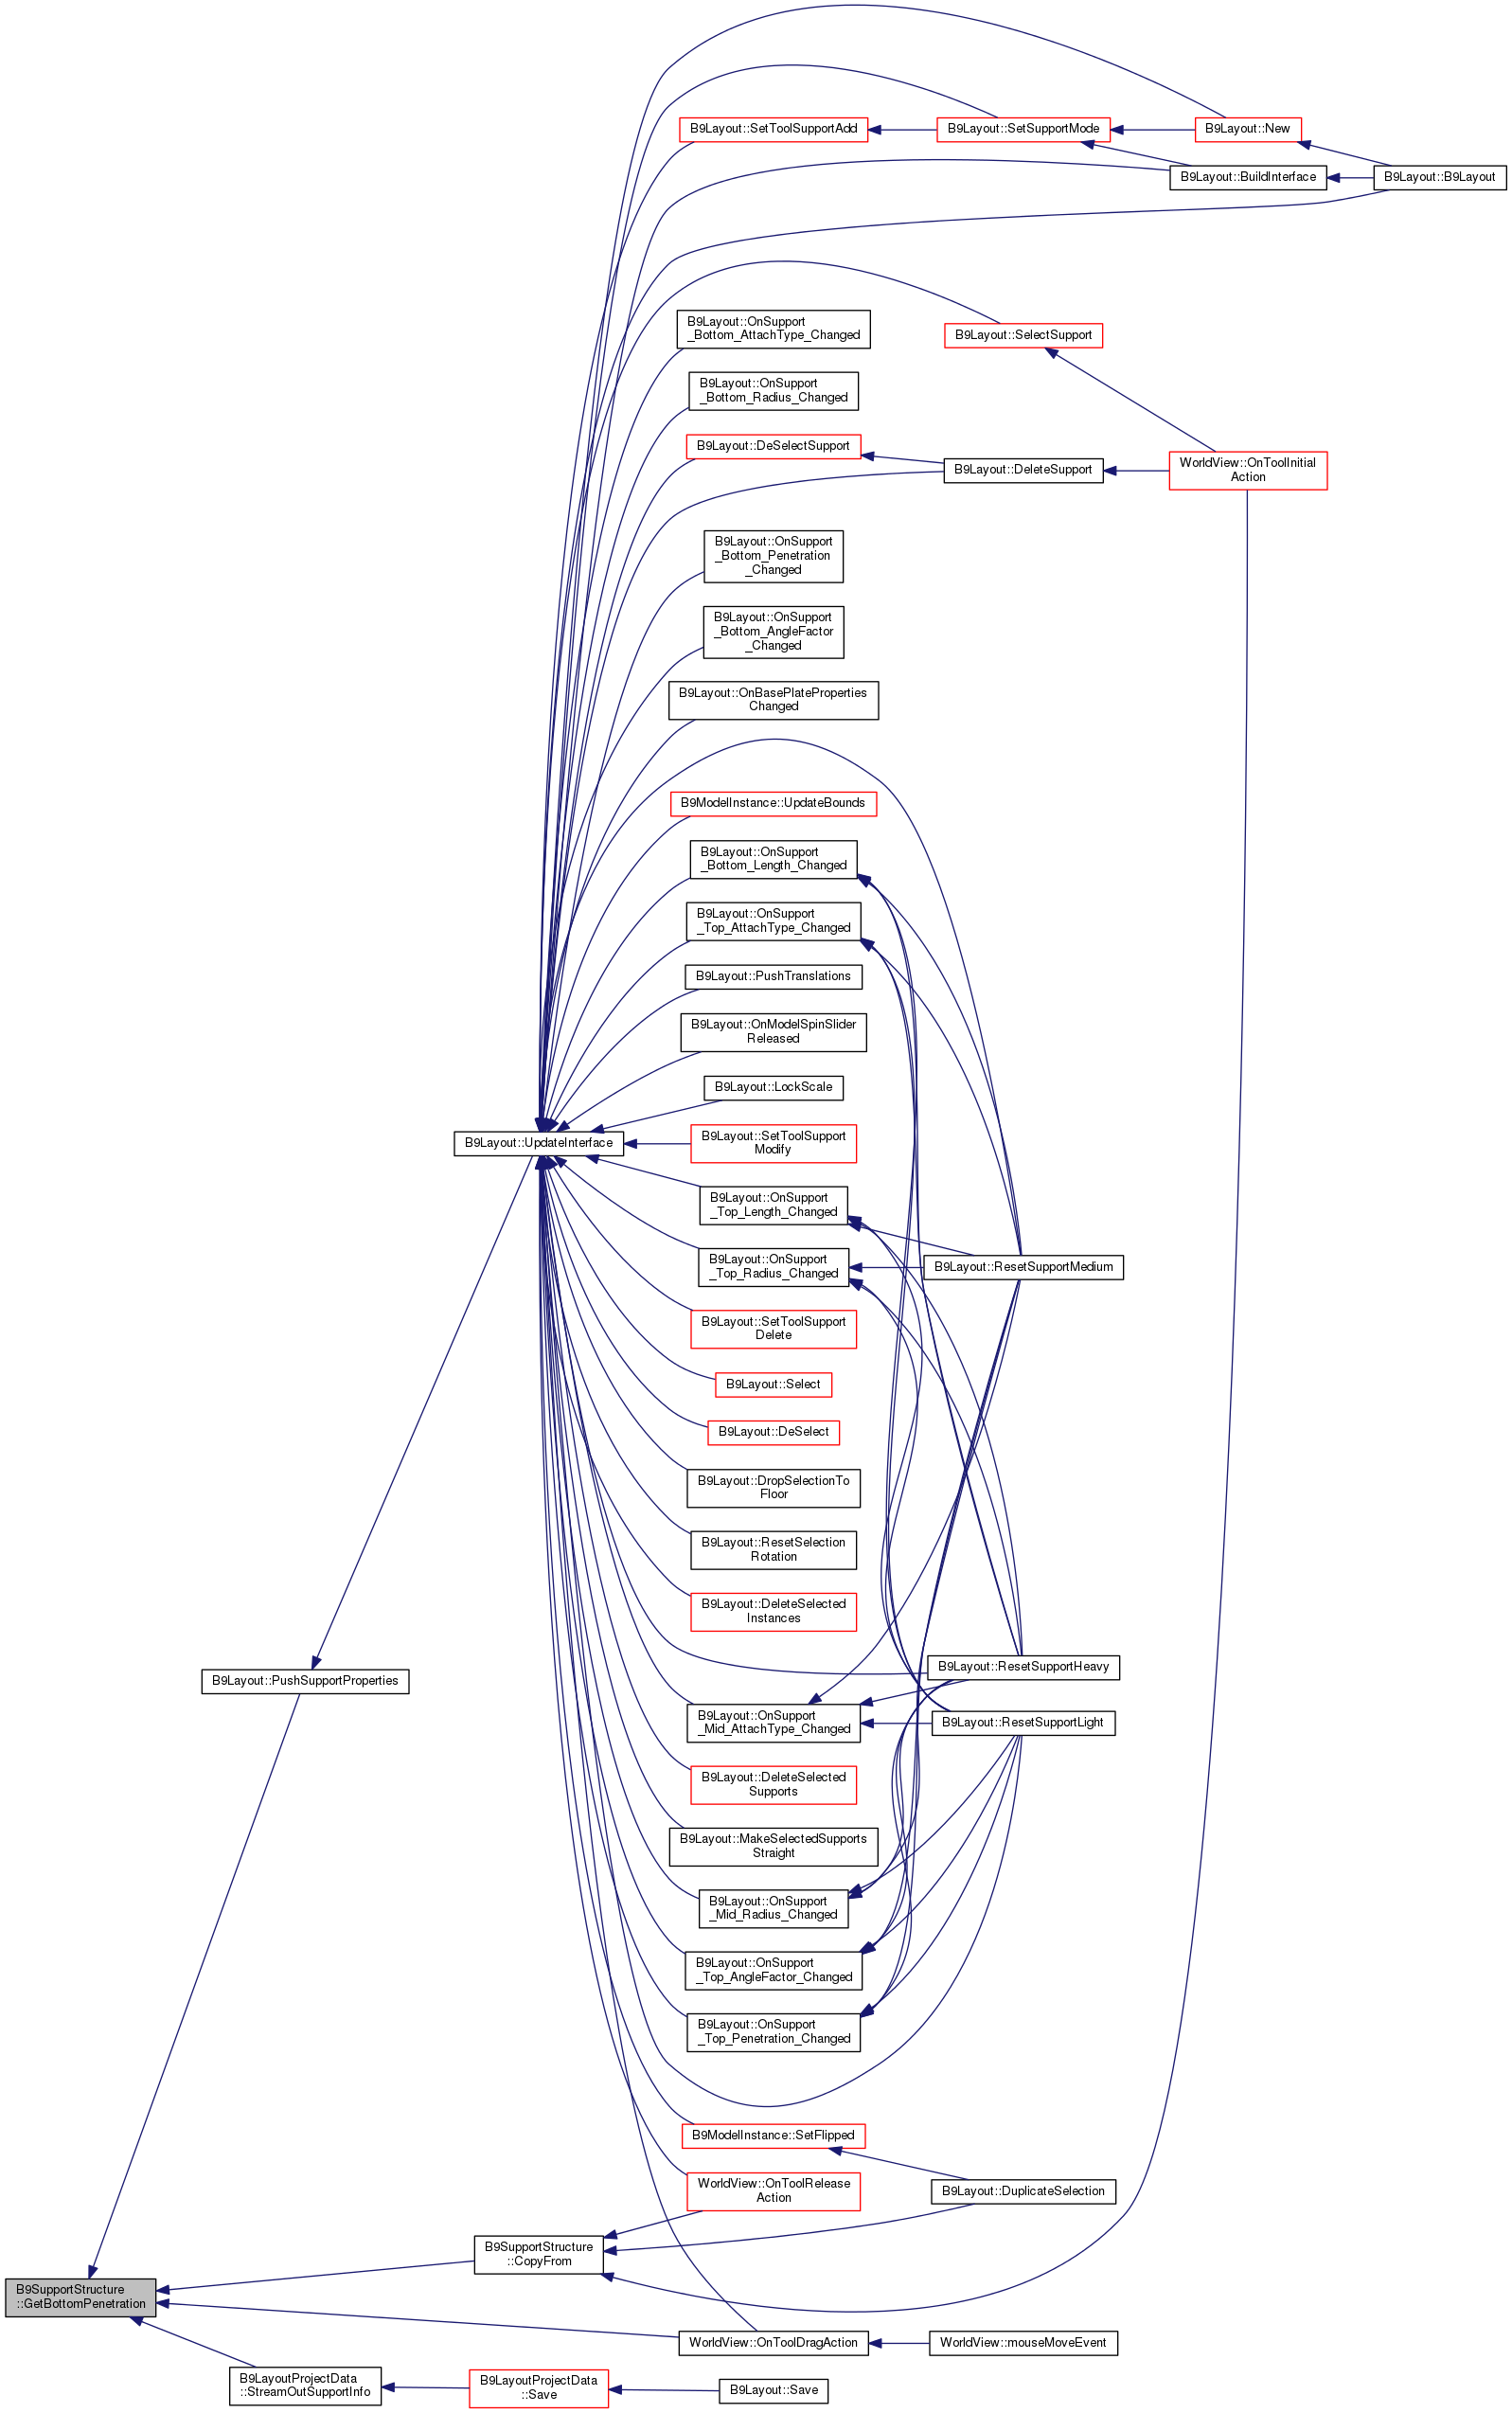 B9Layout::New
B9Layout::SetToolSupportAdd
B9Layout::SetSupportMode
B9Layout::BuildInterface
B9Layout::B9Layout
B9Layout::OnSupport
_Bottom_AttachType_Changed
B9Layout::SelectSupport
B9Layout::OnSupport
_Bottom_Radius_Changed
B9Layout::DeSelectSupport
B9Layout::DeleteSupport
WorldView::OnToolInitial
Action
B9Layout::OnSupport
_Bottom_Penetration
_Changed
B9Layout::OnSupport
_Bottom_AngleFactor
_Changed
B9Layout::OnBasePlateProperties
Changed
B9ModelInstance::UpdateBounds
B9Layout::OnSupport
_Bottom_Length_Changed
B9Layout::OnSupport
_Top_AttachType_Changed
B9Layout::PushTranslations
B9Layout::OnModelSpinSlider
Released
B9Layout::LockScale
B9Layout::UpdateInterface
B9Layout::SetToolSupport
Modify
B9Layout::OnSupport
_Top_Length_Changed
B9Layout::OnSupport
_Top_Radius_Changed
B9Layout::ResetSupportMedium
B9Layout::SetToolSupport
Delete
B9Layout::Select
B9Layout::DeSelect
B9Layout::DropSelectionTo
Floor
B9Layout::ResetSelection
Rotation
B9Layout::DeleteSelected
Instances
B9Layout::PushSupportProperties
B9Layout::ResetSupportHeavy
B9Layout::OnSupport
_Mid_AttachType_Changed
B9Layout::ResetSupportLight
B9Layout::DeleteSelected
Supports
B9Layout::MakeSelectedSupports
Straight
B9Layout::OnSupport
_Mid_Radius_Changed
B9Layout::OnSupport
_Top_AngleFactor_Changed
B9Layout::OnSupport
_Top_Penetration_Changed
B9ModelInstance::SetFlipped
WorldView::OnToolRelease
Action
B9Layout::DuplicateSelection
B9SupportStructure
::CopyFrom
B9SupportStructure
::GetBottomPenetration
WorldView::OnToolDragAction
WorldView::mouseMoveEvent
B9LayoutProjectData
::StreamOutSupportInfo
B9LayoutProjectData
::Save
B9Layout::Save